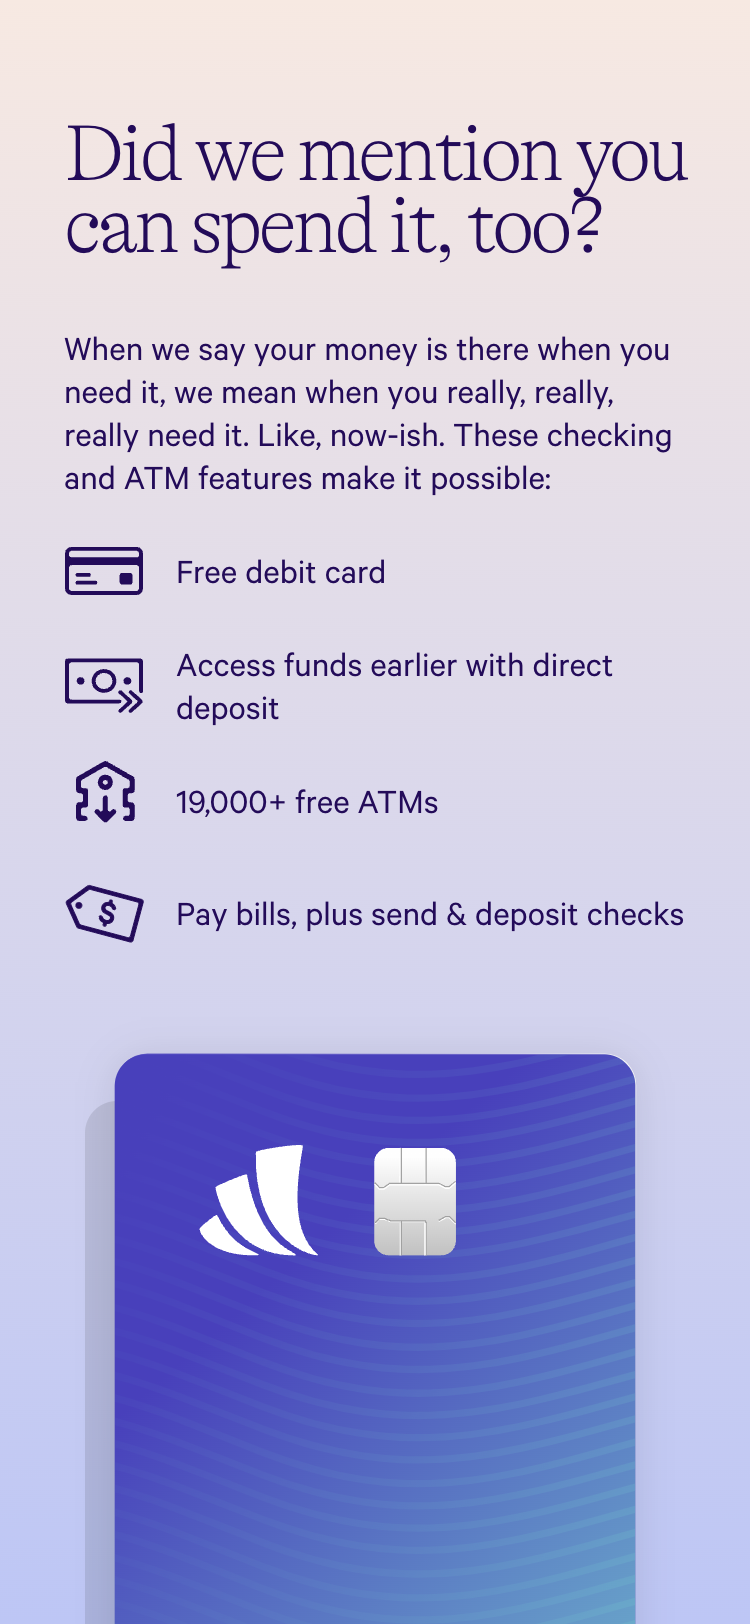 Did we mention you
can spend it, too?
When we say your money is there when you
need it, we mean when you really, really,
really need it. Like, now-ish. These checking
and ATM features make it possible:
Free debit card
Access funds earlier with direct
deposit
19,000+ free ATMs
$
Pay bills, plus send & deposit checks